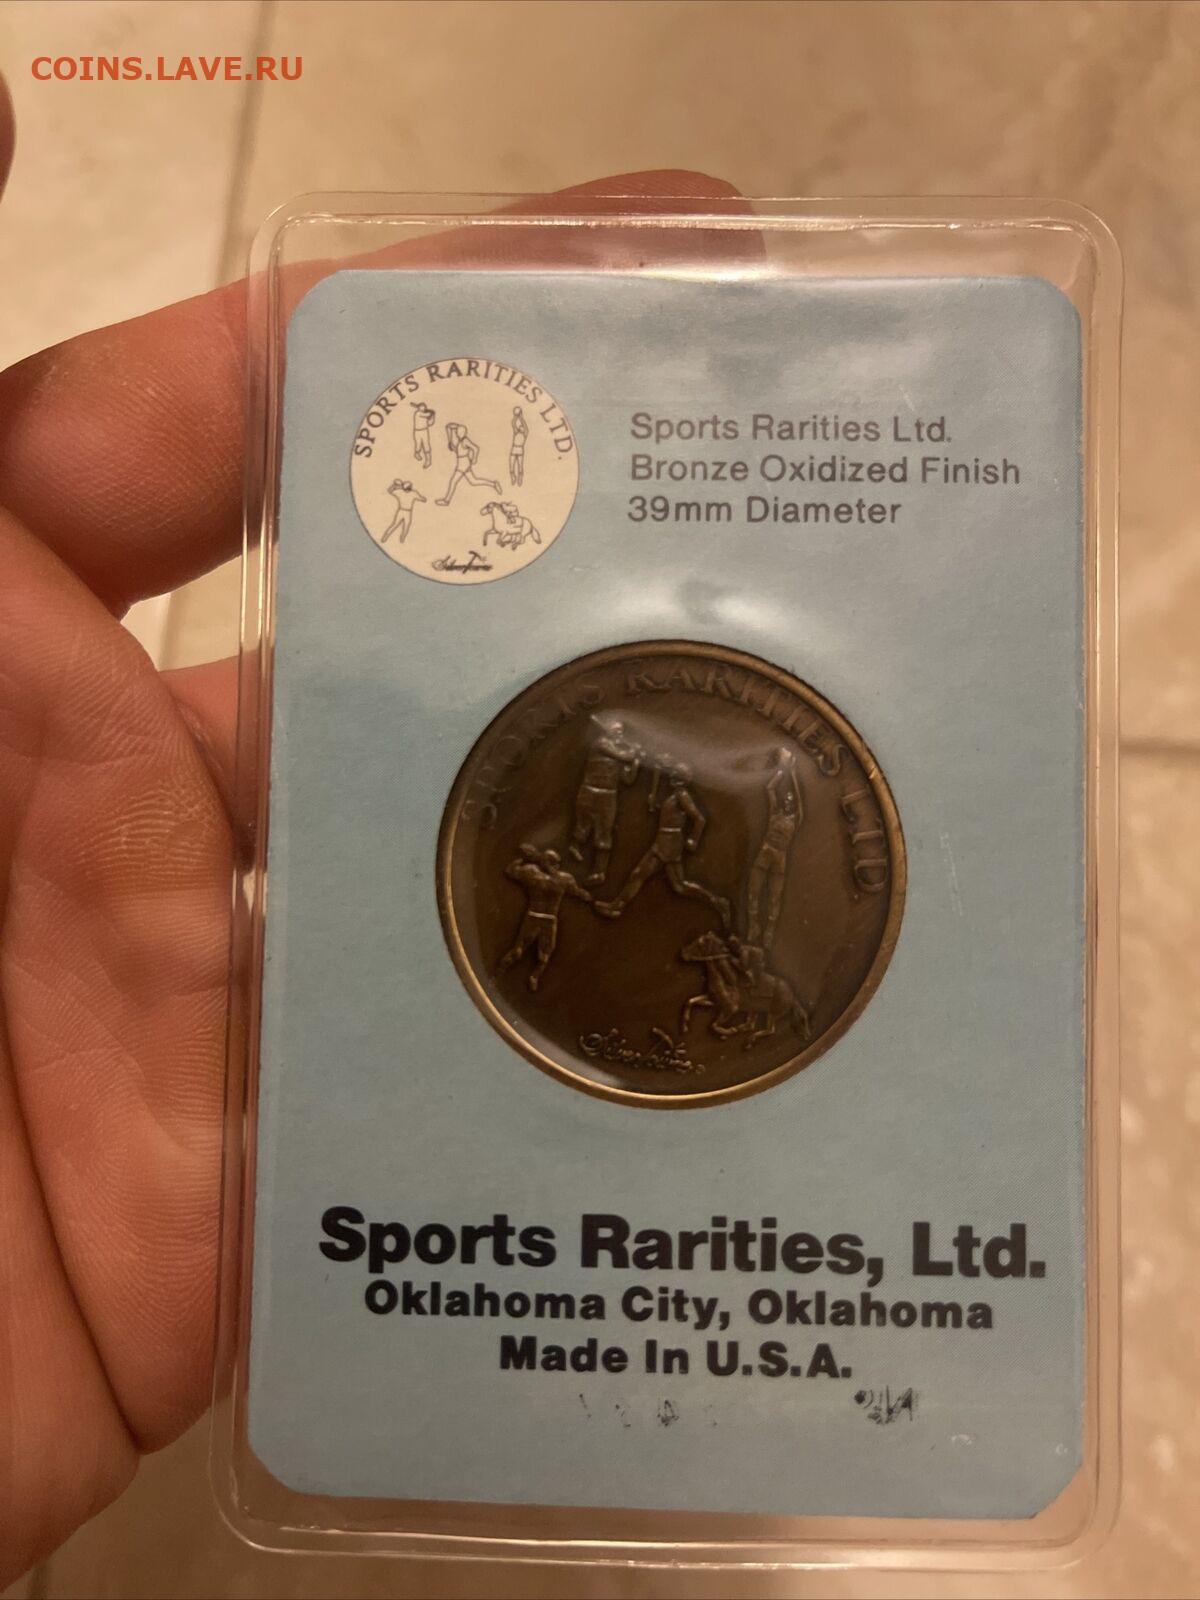 COINS.LAVE.RU
SPORTS RARITIES LTD.
Sports Rarities Ltd.
Bronze Oxidized Finish
39mm Diameter
SPORTS RARITIES LTD.
Sports Rarities, Ltd.
Oklahoma City, Oklahoma
Made In U.S.A.